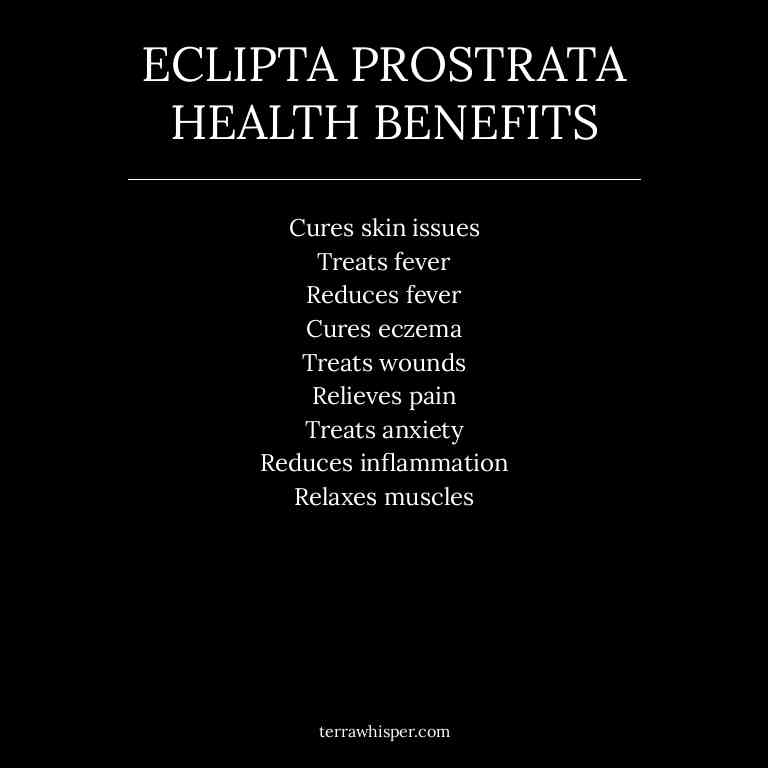 ECLIPTA PROSTRATA
HEALTH BENEFITS
Cures skin issues
Treats fever
Reduces fever
Cures eczema
Treats wounds
Relieves pain
Treats anxiety
Reduces inflammation
Relaxes muscles
terrawhisper.com